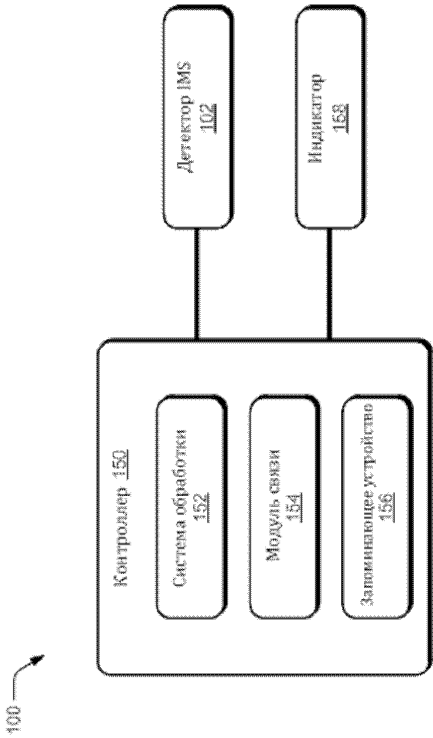 100
Контроллер 150
Система обработки
152
Модуль связи
154
Запоминающее устройство
156
Детектор IMS
102
Индикатор
158